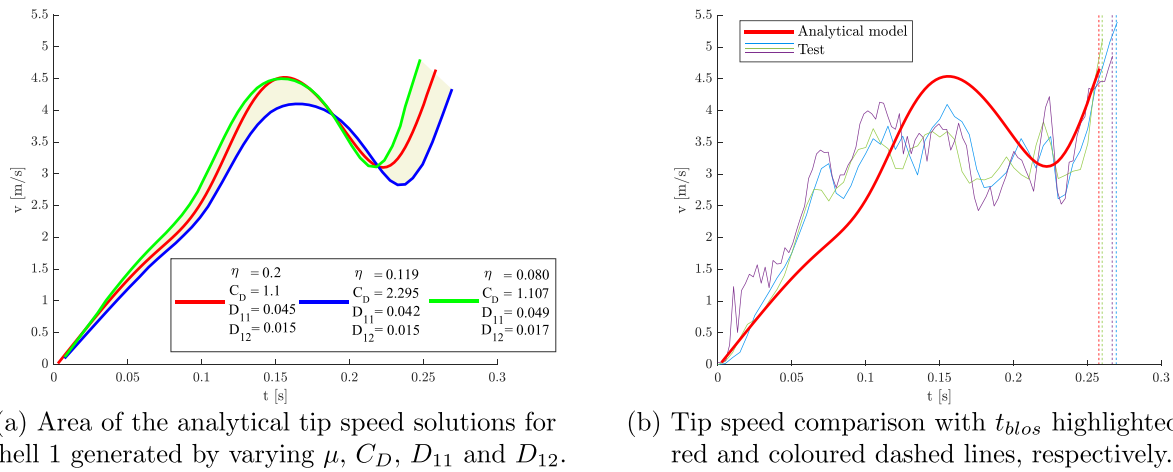 5.5
5
4.5
4
3.5
3
2.5
2
1.5
1
0.5
0
v [m/s]
0 0.05 0.1 0.15 0.2 0.25 0.3
t [s]
η = 0.2
C_D = 1.1
D_11 = 0.045
D_12 = 0.015
η = 0.119
C_D = 2.295
D_11 = 0.042
D_12 = 0.015
η = 0.080
C_D = 1.107
D_11 = 0.049
D_12 = 0.017
a) Area of the analytical tip speed solutions for
hell 1 generated by varying μ, C_D, D_11 and D_12.
5.5
5
4.5
4
3.5
3
2.5
2
1.5
1
0.5
0
v [m/s]
Analytical model
Test
0 0.05 0.1 0.15 0.2 0.25 0.3
t [s]
(b) Tip speed comparison with t_blos highlighted
red and coloured dashed lines, respectively.